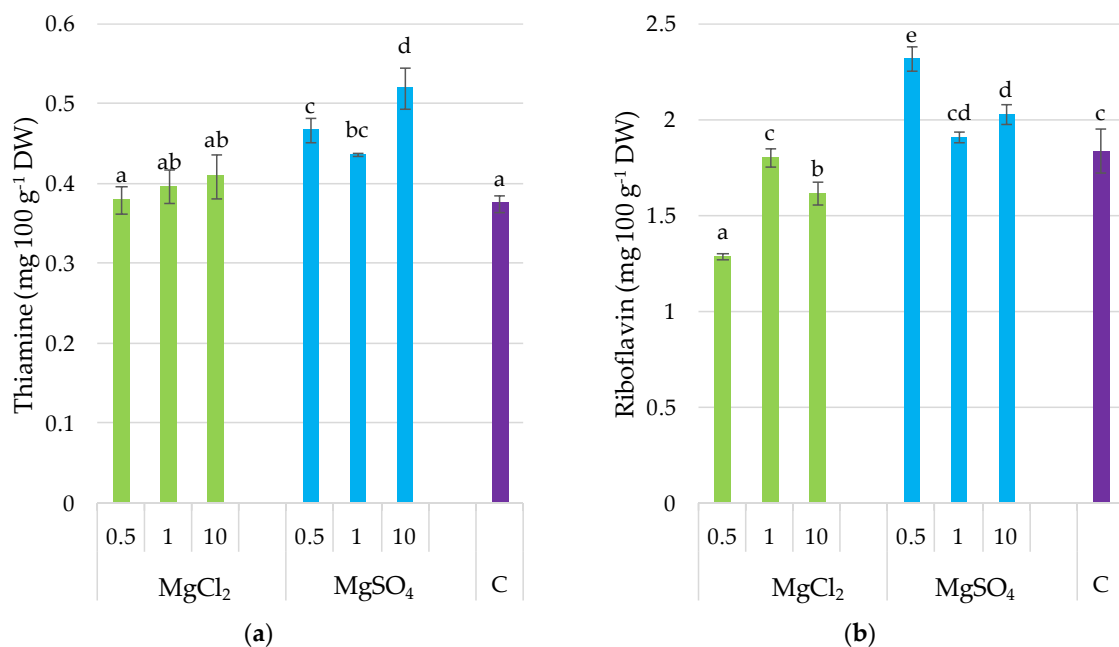 Thiamine (mg 100 g⁻¹ DW)
0.6
0.5
0.4
0.3
0.2
0.1
0
a
ab
ab
c
bc
d
a
0.5 1 10 0.5 1 10
MgCl₂ MgSO₄ C
(a)
Riboflavin (mg 100 g⁻¹ DW)
2.5
2
1.5
1
0.5
0
a
c
b
e
cd
d
c
0.5 1 10 0.5 1 10
MgCl₂ MgSO₄ C
(b)